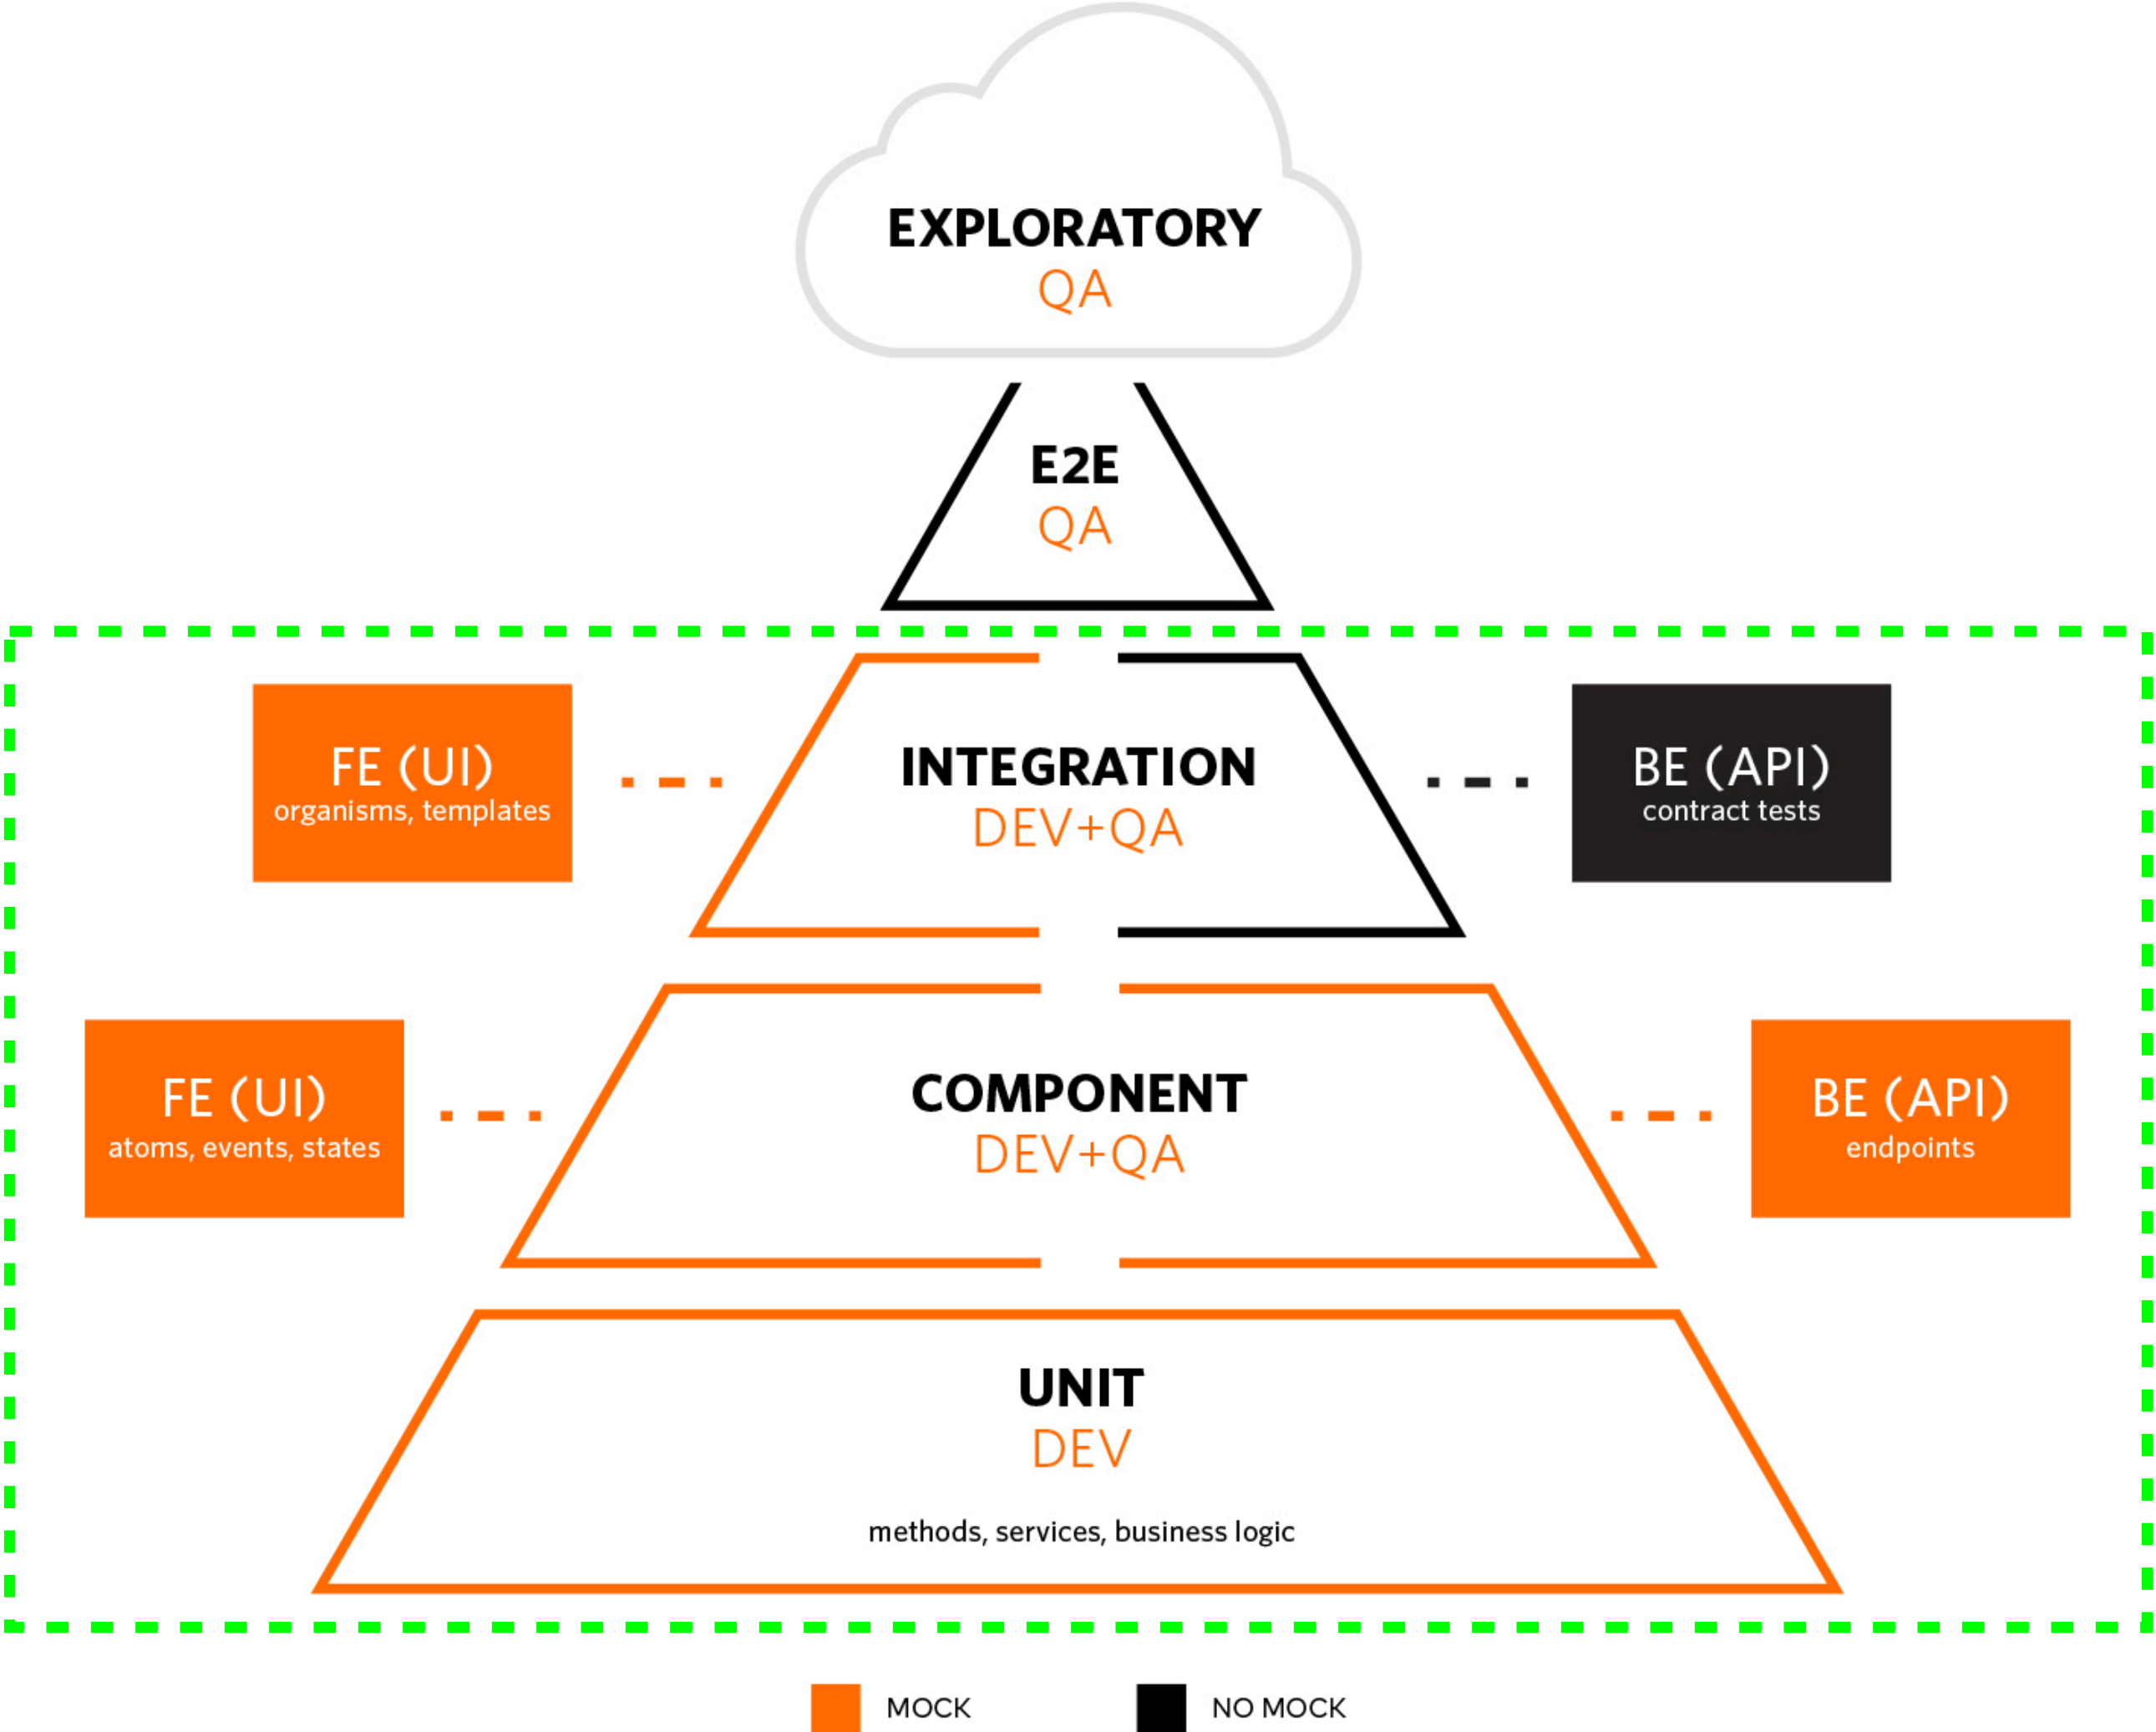 EXPLORATORY
QA
E2E
QA
FE (UI)
organisms, templates
INTEGRATION
DEV+QA
BE (API)
contract tests
FE (UI)
atoms, events, states
COMPONENT
DEV+QA
BE (API)
endpoints
UNIT
DEV
methods, services, business logic
MOCK
NO MOCK